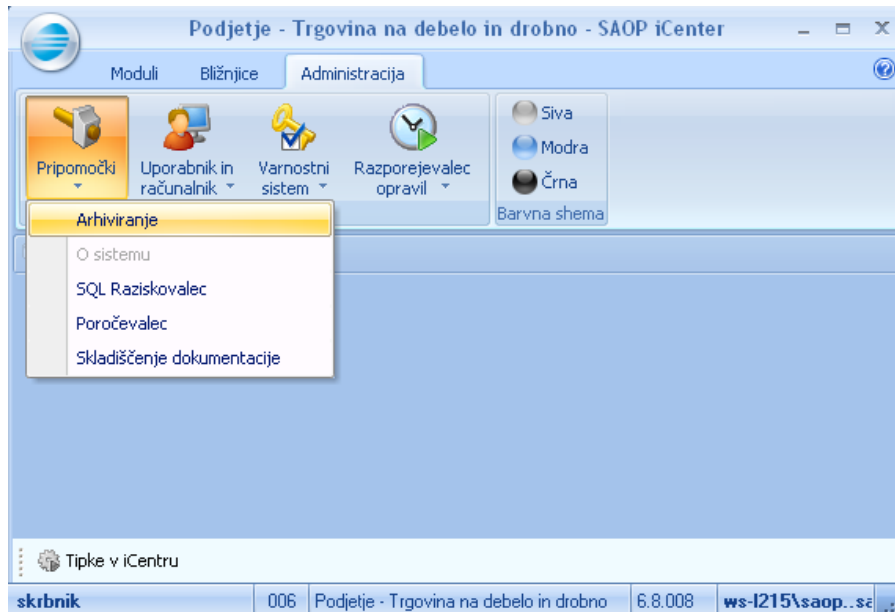 Podjetje - Trgovina na debelo in drobno - SAOP iCenter
Moduli Bližnjice Administracija
Pripomočki
Uporabnik in računalnik
Varnostni sistem
Razporejevalec opravil
Siva
Modra
Črna
Barvna shema
Arhiviranje
O sistemu
SQL Raziskovalec
Poročevalec
Skladiščenje dokumentacije
Tipke v iCentru
skrbnik 006 Podjetje - Trgovina na debelo in drobno 6.8.008 ws-l215\saop..sa